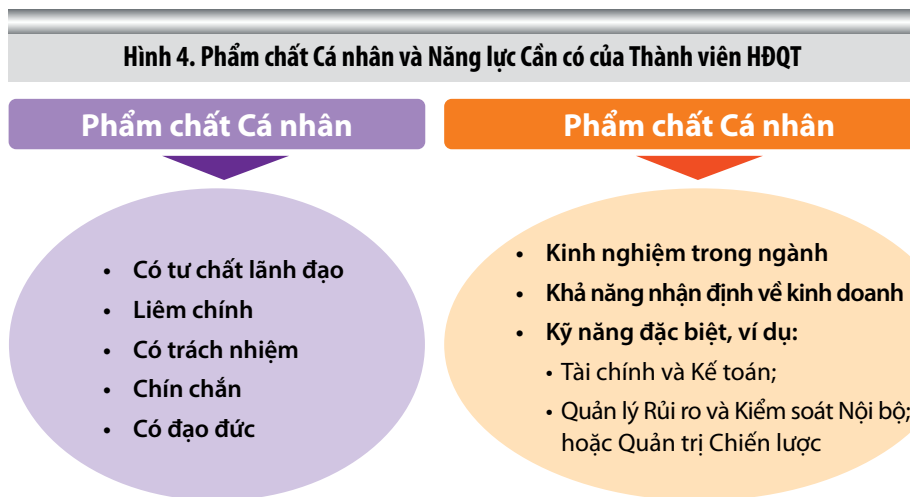 Hình 4. Phẩm chất Cá nhân và Năng lực Cần có của Thành viên HĐQT
Phẩm chất Cá nhân
• Có tư chất lãnh đạo
• Liêm chính
• Có trách nhiệm
• Chín chắn
• Có đạo đức
Phẩm chất Cá nhân
• Kinh nghiệm trong ngành
• Khả năng nhận định về kinh doanh
• Kỹ năng đặc biệt, ví dụ:
• Tài chính và Kế toán;
• Quản lý Rủi ro và Kiểm soát Nội bộ;
hoặc Quản trị Chiến lược